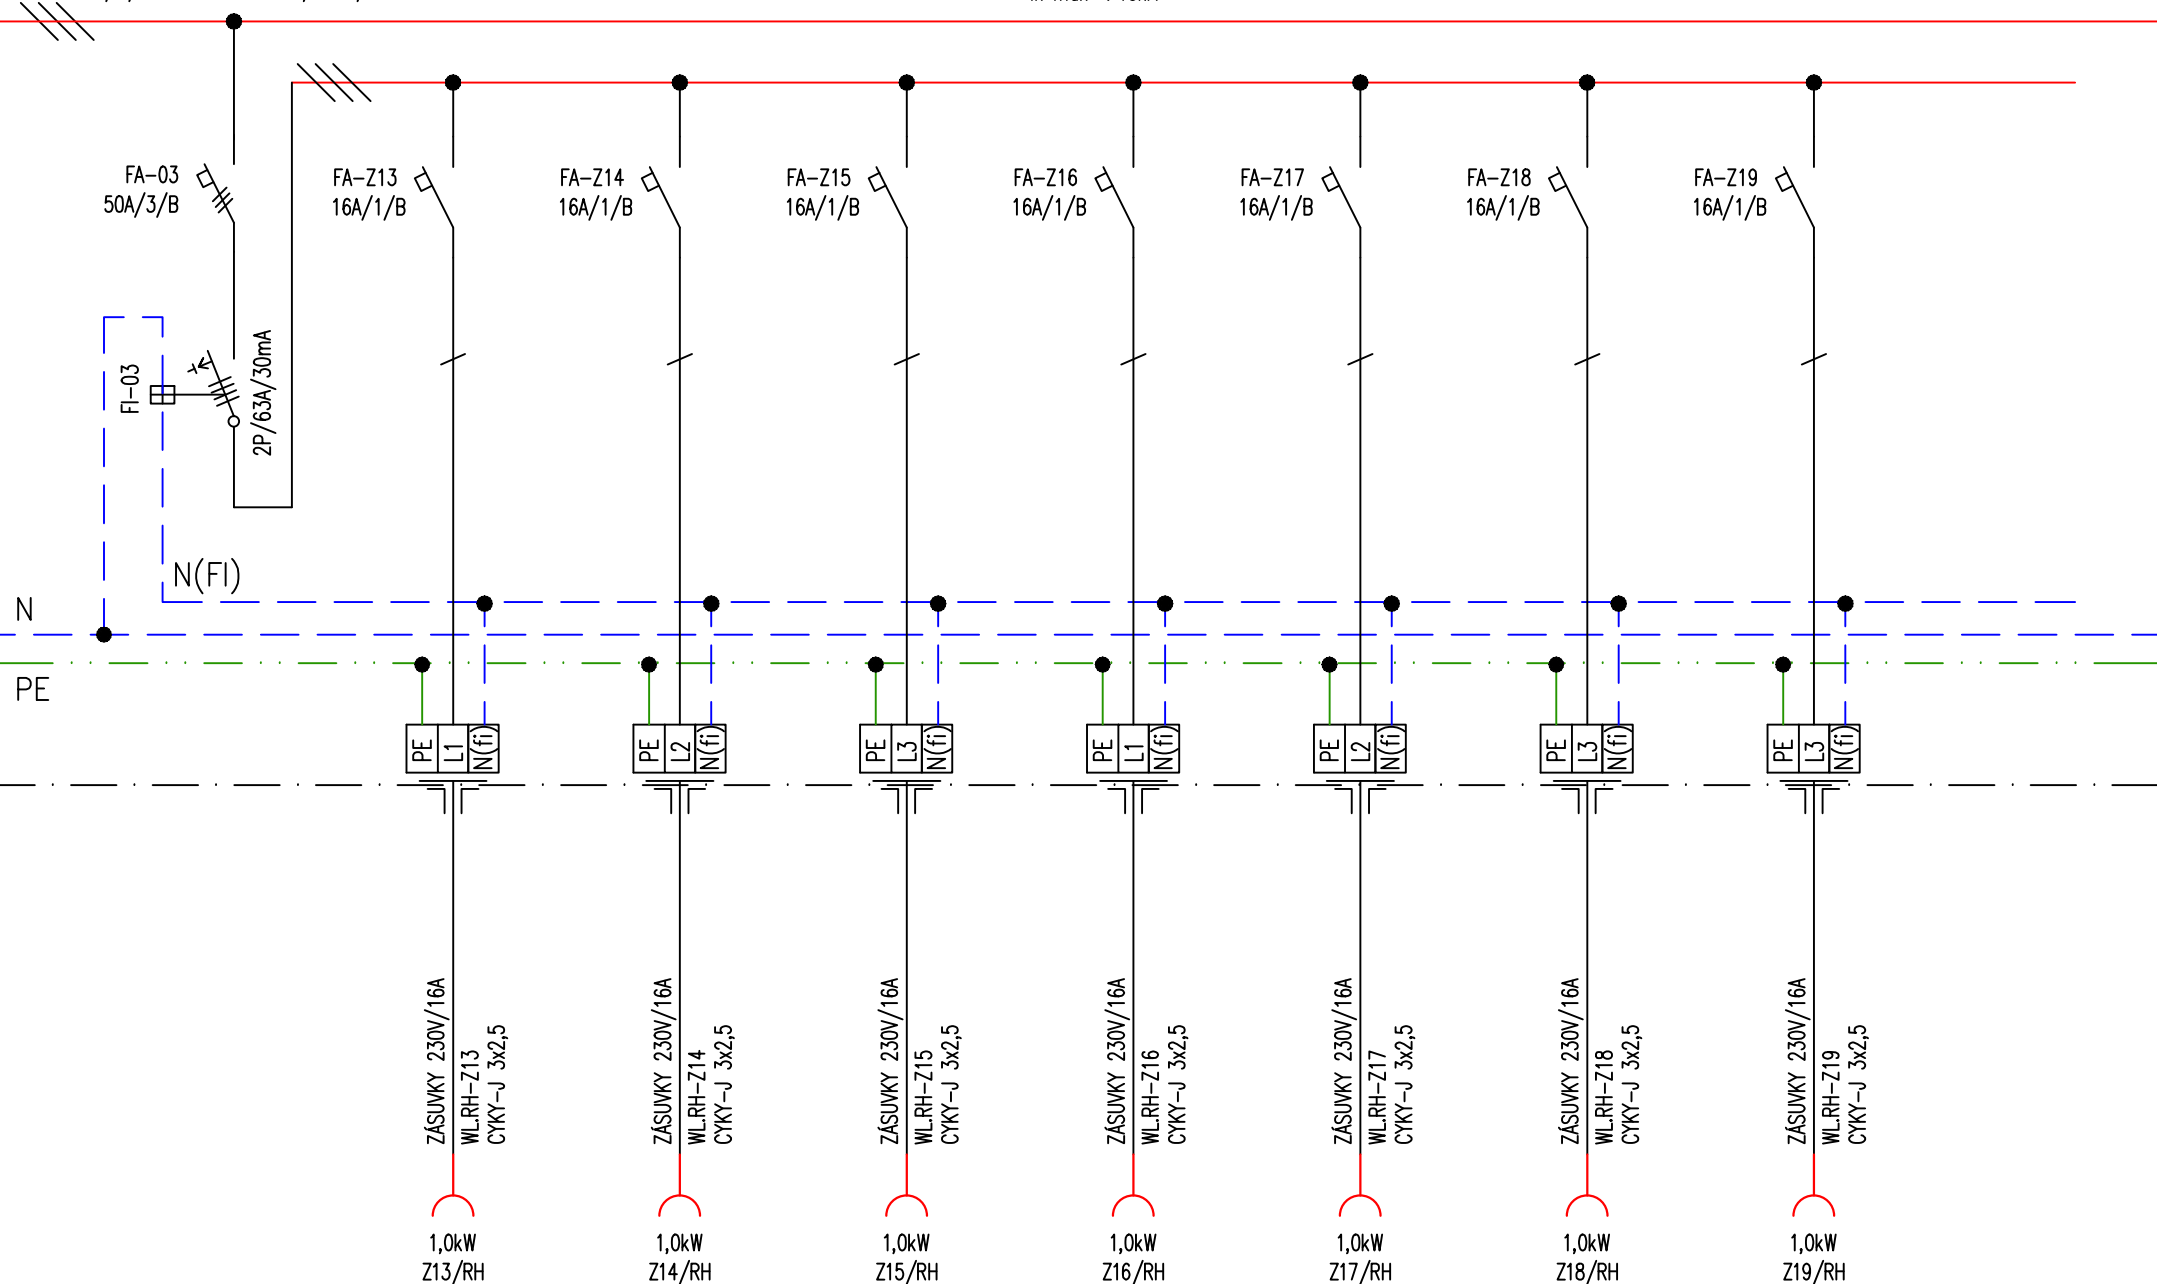 FA-03
50A/3/B
FA-Z13
16A/1/B
FA-Z14
16A/1/B
FA-Z15
16A/1/B
FA-Z16
16A/1/B
FA-Z17
16A/1/B
FA-Z18
16A/1/B
FA-Z19
16A/1/B
FI-03
2P/63A/30mA
N(FI)
N
PE
PE L1 N(fi)
PE L2 N(fi)
PE L3 N(fi)
PE L1 N(fi)
PE L2 N(fi)
PE L3 N(fi)
PE L3 N(fi)
ZÁSUVKY 230V/16A
WL.RH-Z13
CYKY-J 3x2,5
ZÁSUVKY 230V/16A
WL.RH-Z14
CYKY-J 3x2,5
ZÁSUVKY 230V/16A
WL.RH-Z15
CYKY-J 3x2,5
ZÁSUVKY 230V/16A
WL.RH-Z16
CYKY-J 3x2,5
ZÁSUVKY 230V/16A
WL.RH-Z17
CYKY-J 3x2,5
ZÁSUVKY 230V/16A
WL.RH-Z18
CYKY-J 3x2,5
ZÁSUVKY 230V/16A
WL.RH-Z19
CYKY-J 3x2,5
1,0kW
Z13/RH
1,0kW
Z14/RH
1,0kW
Z15/RH
1,0kW
Z16/RH
1,0kW
Z17/RH
1,0kW
Z18/RH
1,0kW
Z19/RH